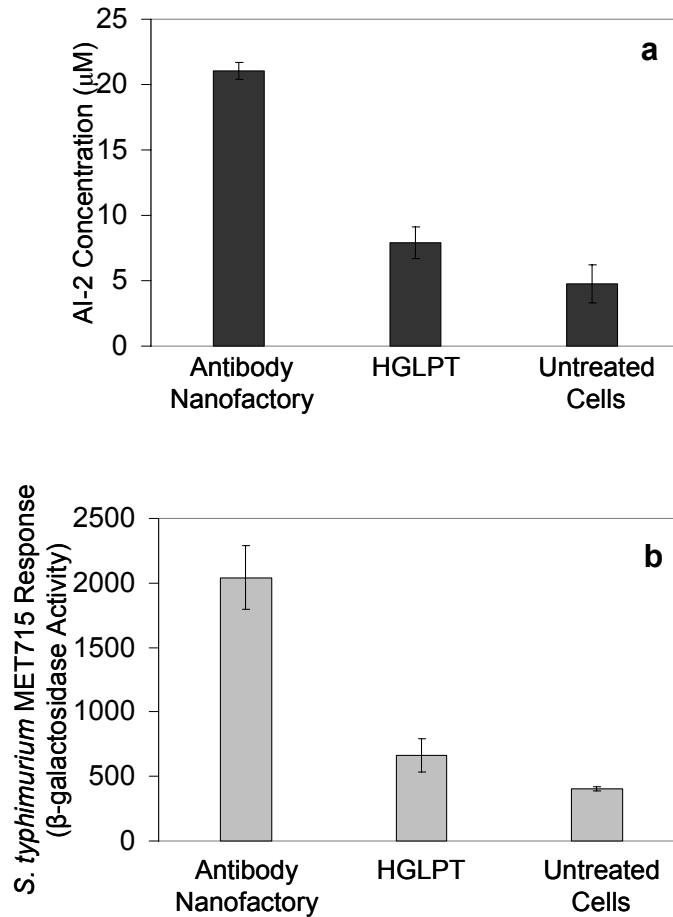 a
AI-2 Concentration (μM)
25
20
15
10
5
0
Antibody
Nanofactory
HGLPT
Untreated
Cells
b
S. typhimurium MET715 Response
(β-galactosidase Activity)
2500
2000
1500
1000
500
0
Antibody
Nanofactory
HGLPT
Untreated
Cells